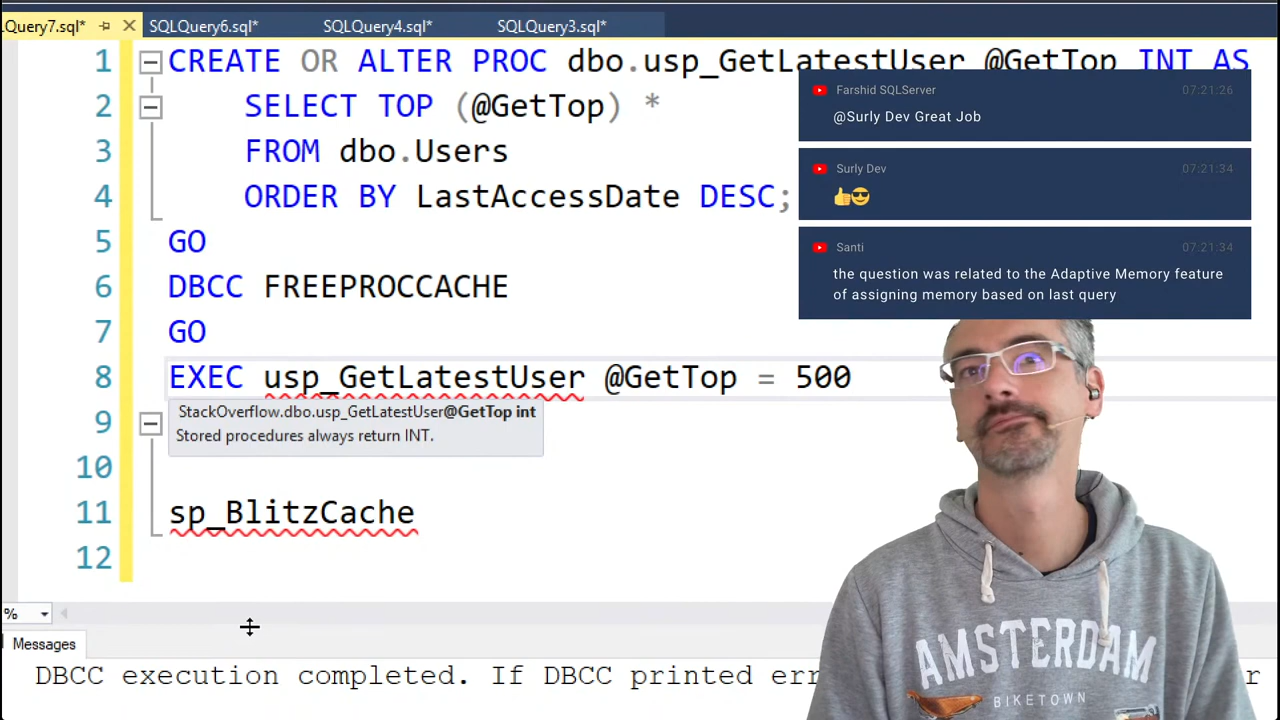 LQuery7.sql* SQLQuery6.sql* SQLQuery4.sql* SQLQuery3.sql*
1 CREATE OR ALTER PROC dbo.usp_GetLatestUser @GetTop INT AS
2 SELECT TOP (@GetTop) *
3 FROM dbo.Users
4 ORDER BY LastAccessDate DESC;
5 GO
6 DBCC FREEPROCCACHE
7 GO
8 EXEC usp_GetLatestUser @GetTop = 500
StackOverflow.dbo.usp_GetLatestUser@GetTop int
Stored procedures always return INT.
9
10
11 sp_BlitzCache
12
Farshid SQLServer 07:21:26
@Surly Dev Great Job
Surly Dev 07:21:34
👍😎
Santi 07:21:34
the question was related to the Adaptive Memory feature
of assigning memory based on last query
%
Messages
DBCC execution completed. If DBCC printed err
r
AMSTERDAM
BIKETOWN